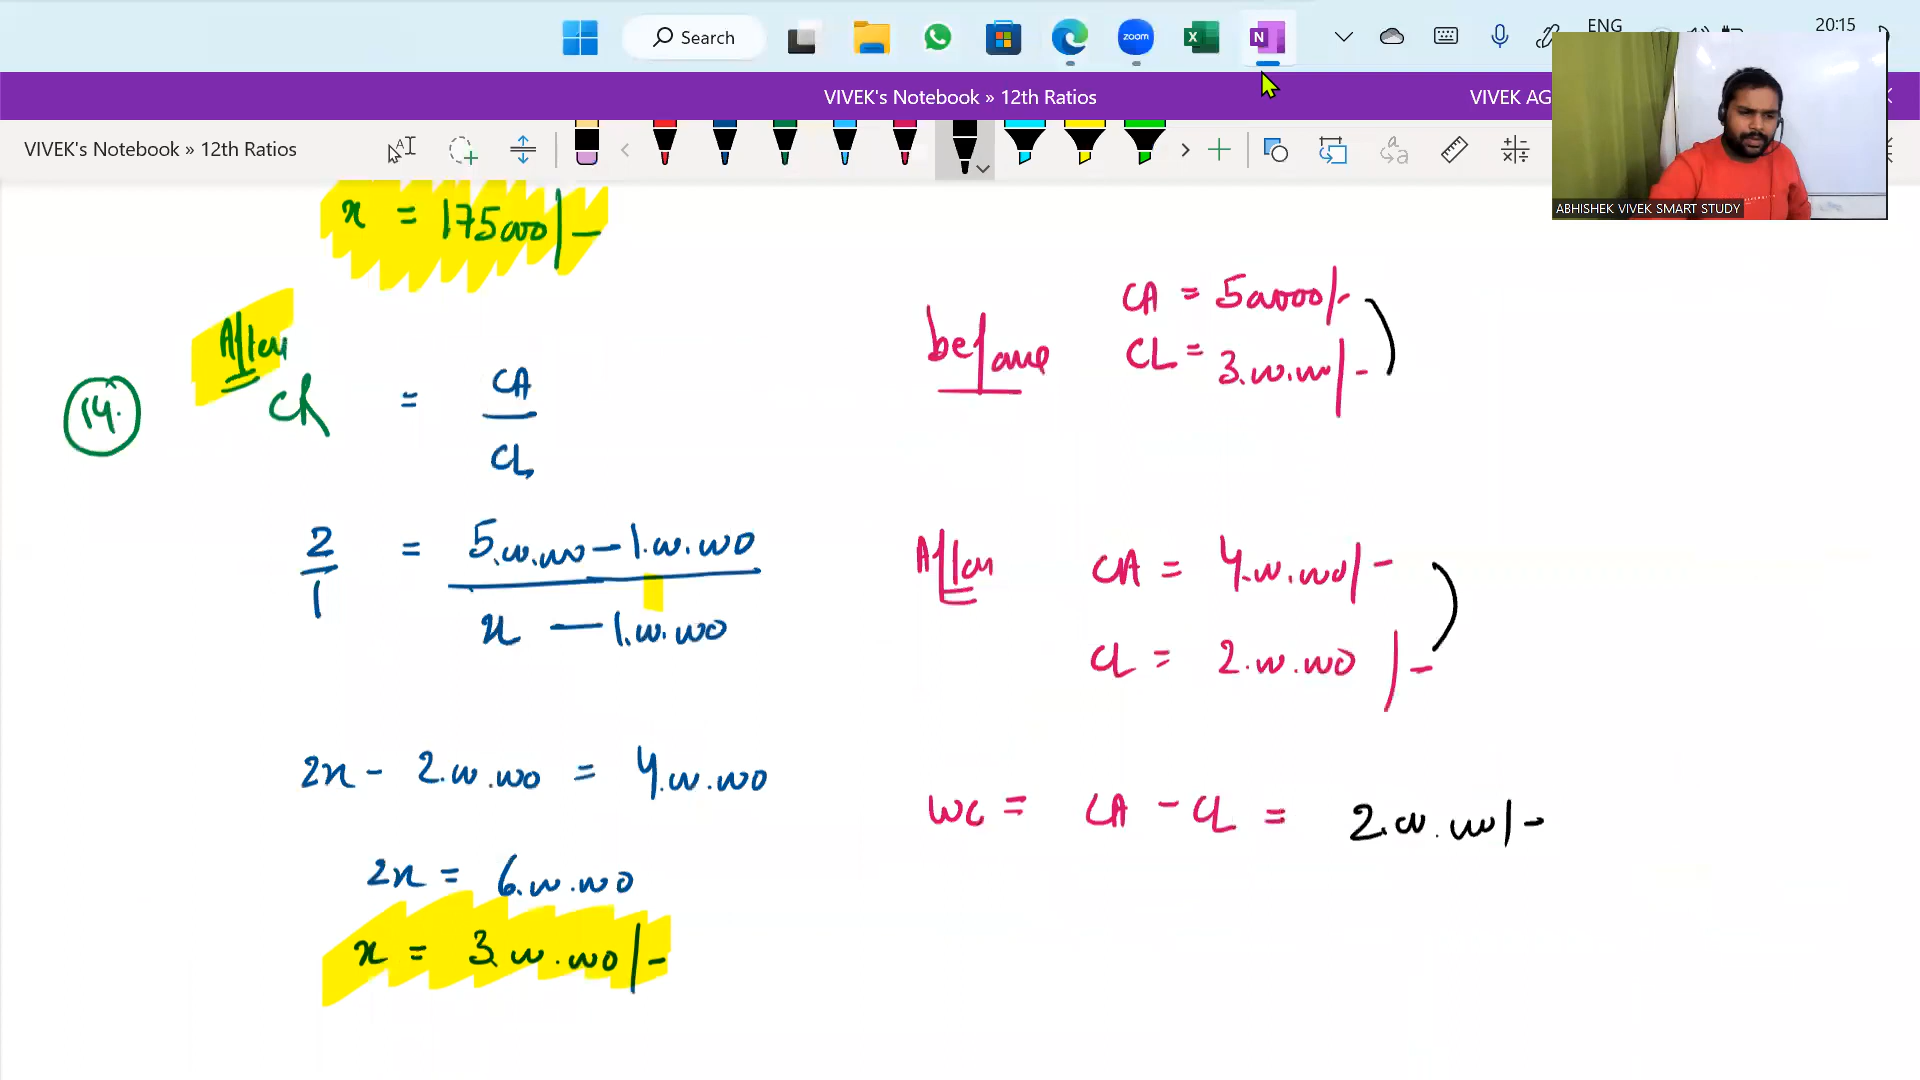 Search
zoom
ENG
20:15
VIVEK's Notebook » 12th Ratios
VIVEK AG
VIVEK's Notebook » 12th Ratios
ABHISHEK VIVEK SMART STUDY
x = 175000/-
After
14.
CR = CA / CL
2/1 = 5.00.000 - 1.00.000 / x - 1.00.000
2x - 2.00.000 = 4.00.000
2x = 6.00.000
x = 3.00.000/-
before
CA = 500000/-
CL = 3.00.000/-
After
CA = 4.00.000/-
CL = 2.00.000/-
WC = CA - CL = 2.00.000/-